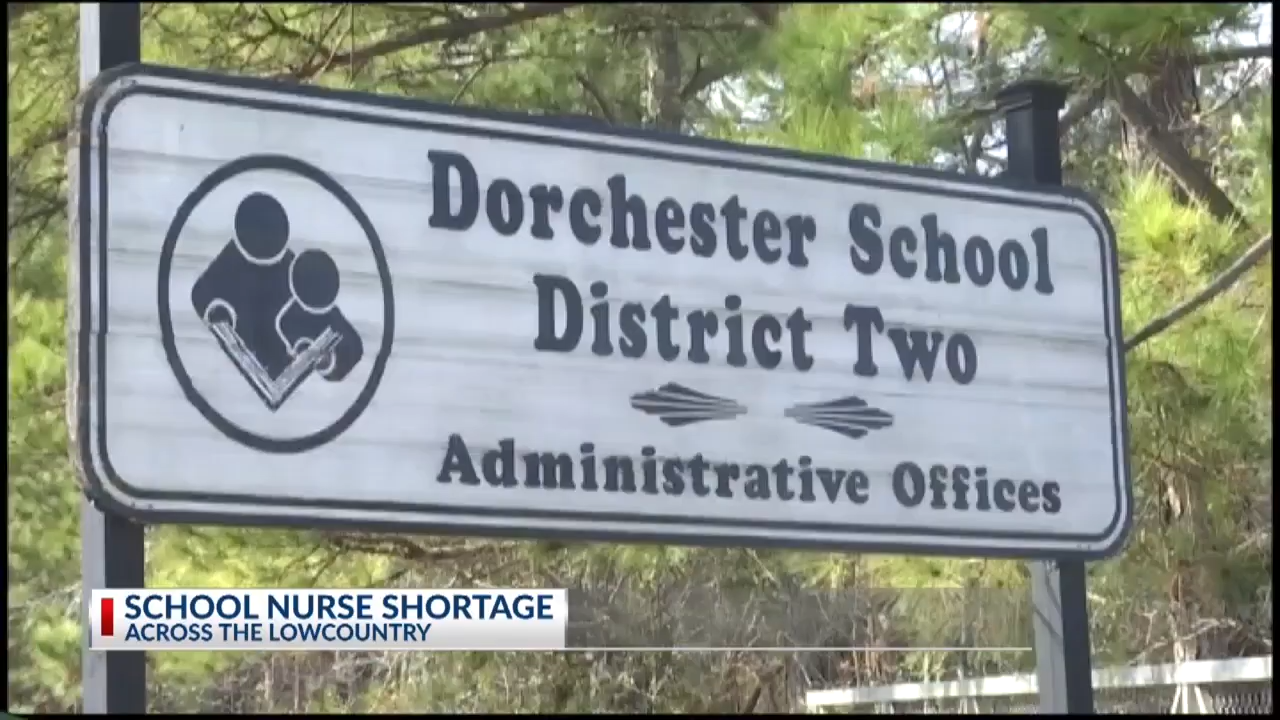 Dorchester School
District Two
Administrative Offices
SCHOOL NURSE SHORTAGE
ACROSS THE LOWCOUNTRY